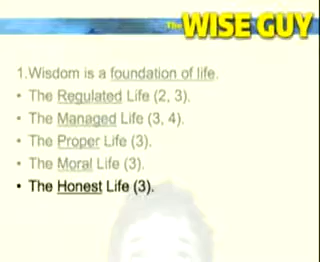 The WISE GUY
1.Wisdom is a foundation of life.
• The Regulated Life (2, 3).
• The Managed Life (3, 4).
• The Proper Life (3).
• The Moral Life (3).
• The Honest Life (3).